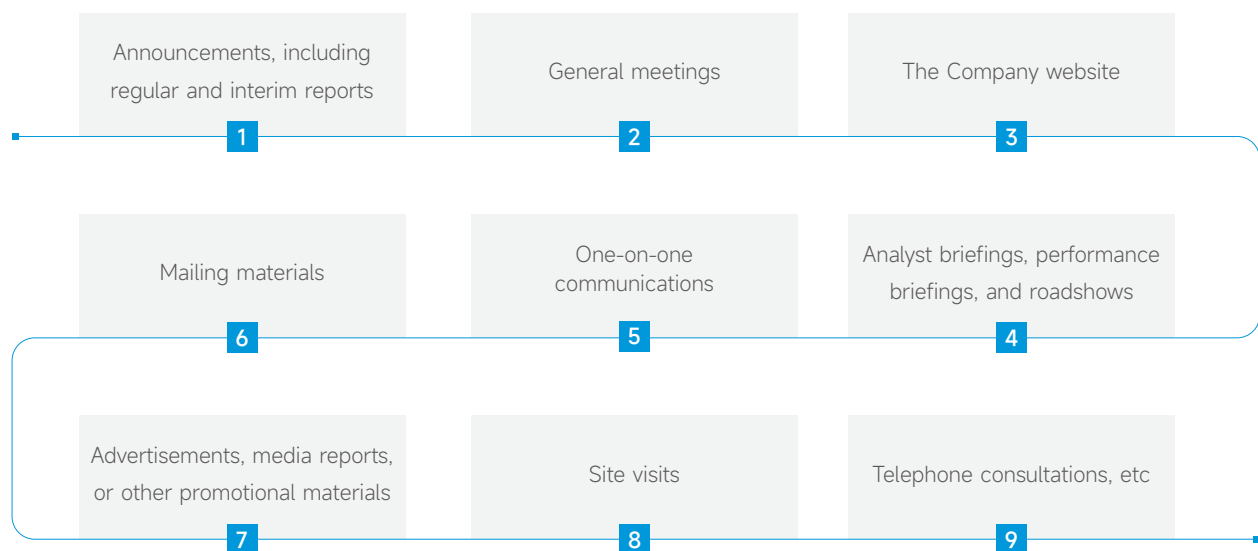 Announcements, including
regular and interim reports
1
General meetings
2
The Company website
3
Analyst briefings, performance
briefings, and roadshows
4
One-on-one
communications
5
Mailing materials
6
Advertisements, media reports,
or other promotional materials
7
Site visits
8
Telephone consultations, etc
9